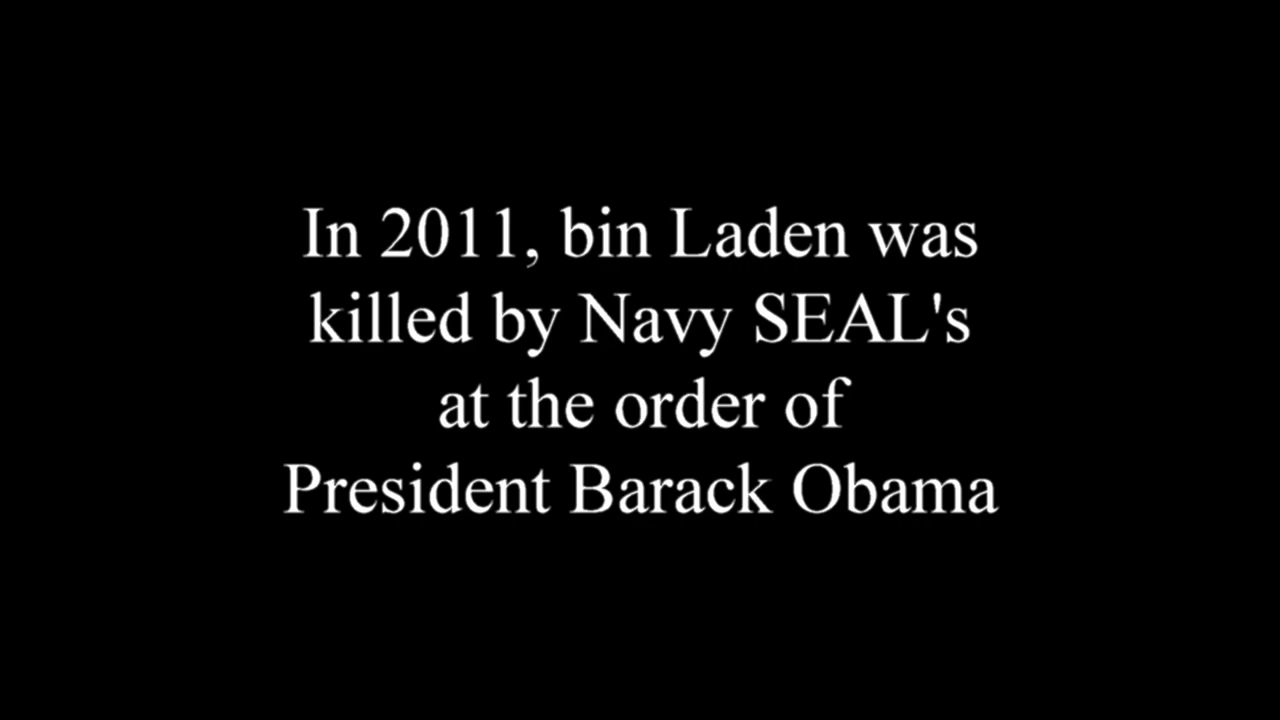 In 2011, bin Laden was
killed by Navy SEAL's
at the order of
President Barack Obama